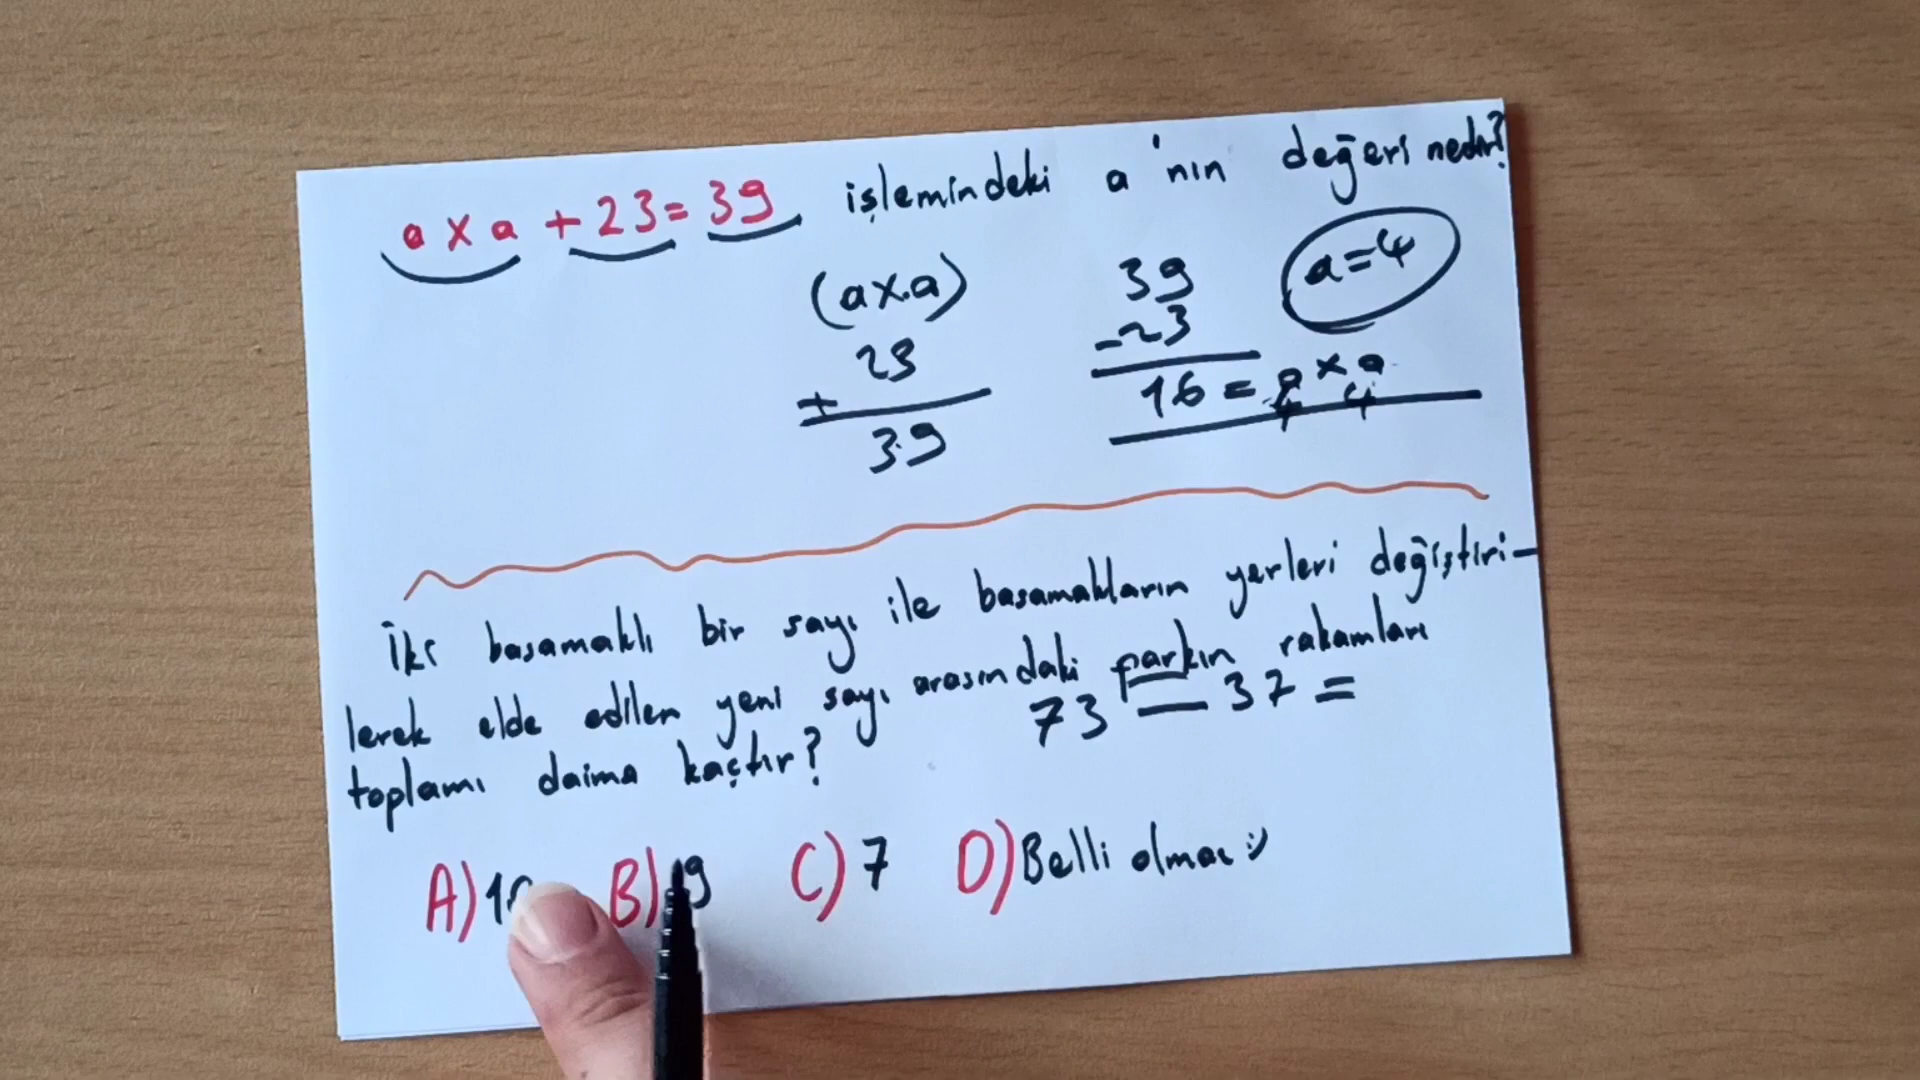 a x a + 23 = 39 işlemindeki a'nın değeri nedir?
(a x a)
23
+
39
39
-23
16 = a x a
4 4
a=4
İki basamaklı bir sayı ile basamakların yerleri değiştiri-
lerek elde edilen yeni sayı arasındaki farkın rakamları
toplamı daima kaçtır?
73 - 37 =
A) B) 9 C) 7 D) Belli olmaz :)